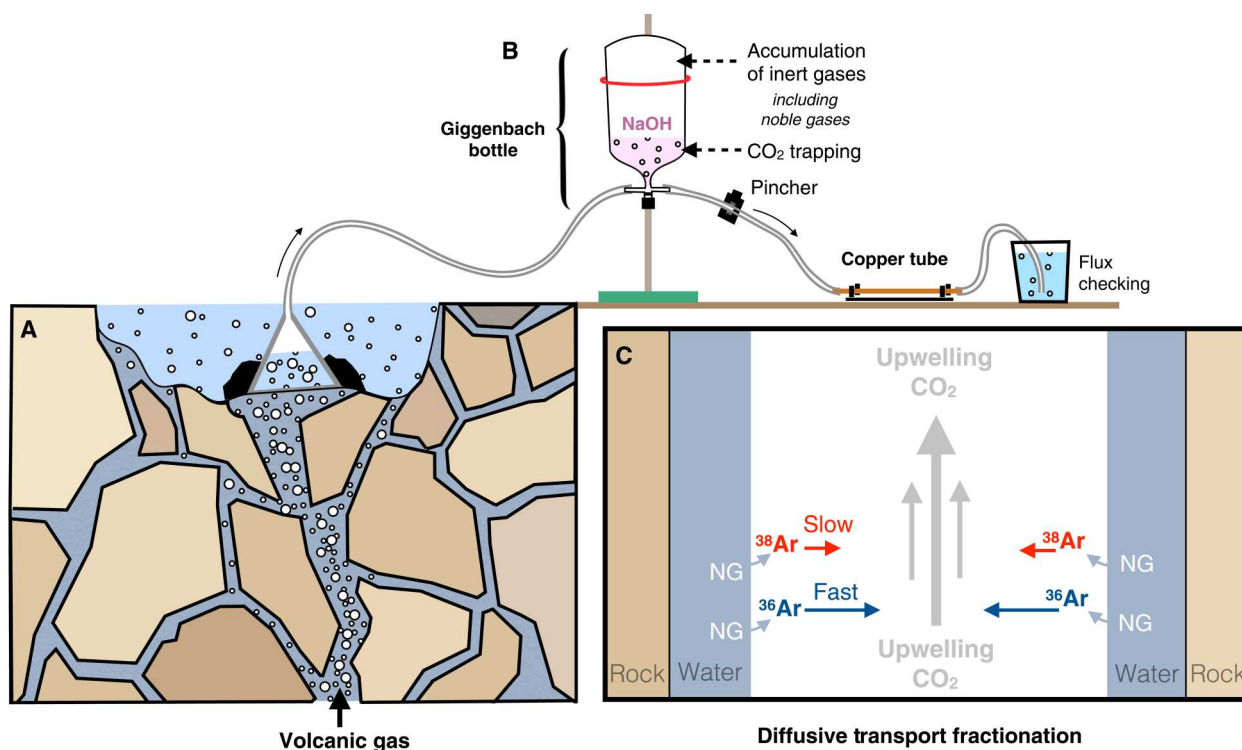 B
Giggenbach
bottle
Accumulation
of inert gases
including
noble gases
NaOH
CO₂ trapping
Pincher
Copper tube
Flux
checking
A
Volcanic gas
C
Upwelling
CO₂
Slow
³⁸Ar
³⁸Ar
NG
NG
Fast
³⁶Ar
³⁶Ar
NG
NG
Upwelling
CO₂
Rock
Water
Water
Rock
Diffusive transport fractionation